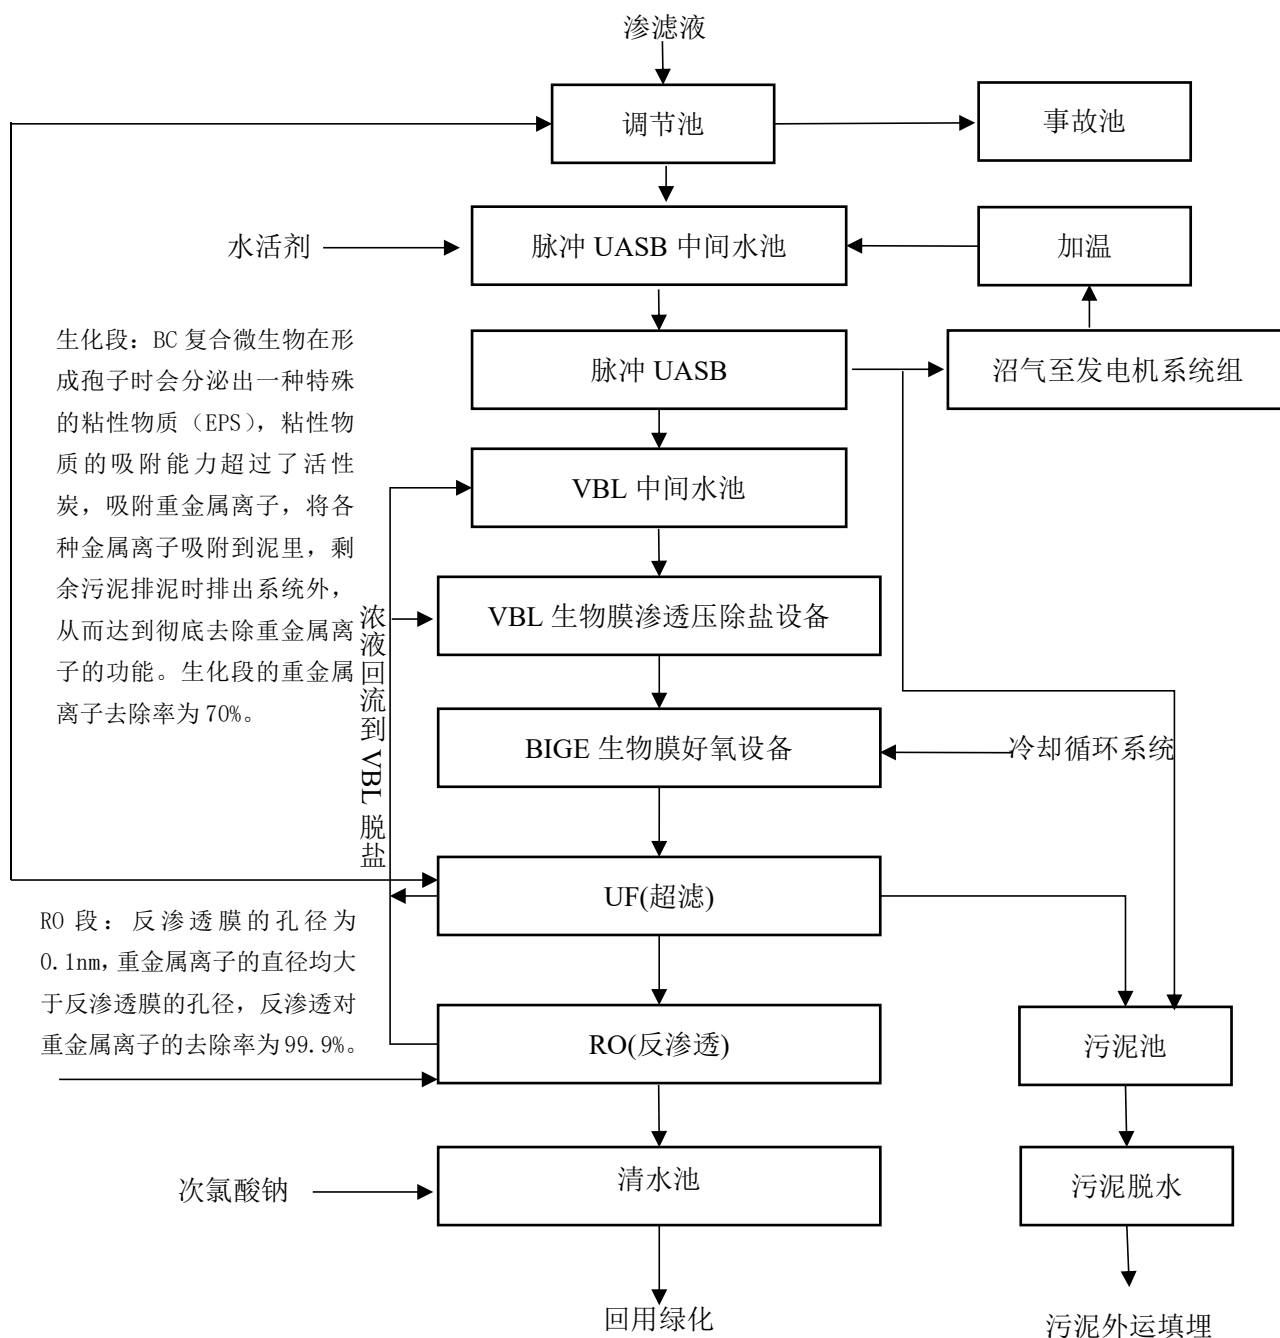 渗滤液
调节池
事故池
水活剂
脉冲 UASB 中间水池
加温
生化段：BC 复合微生物在形
成孢子时会分泌出一种特殊
的粘性物质（EPS），粘性物
质的吸附能力超过了活性
炭，吸附重金属离子，将各
种金属离子吸附到泥里，剩
余污泥排泥时排出系统外，
从而达到彻底去除重金属离
子的功能。生化段的重金属
离子去除率为 70%。
脉冲 UASB
沼气至发电机系统组
VBL 中间水池
浓液回流到 VBL 脱盐
VBL 生物膜渗透压除盐设备
BIGE 生物膜好氧设备
冷却循环系统
UF(超滤)
RO 段：反渗透膜的孔径为
0.1nm，重金属离子的直径均大
于反渗透膜的孔径，反渗透对
重金属离子的去除率为 99.9%。
RO(反渗透)
污泥池
次氯酸钠
清水池
污泥脱水
回用绿化
污泥外运填埋